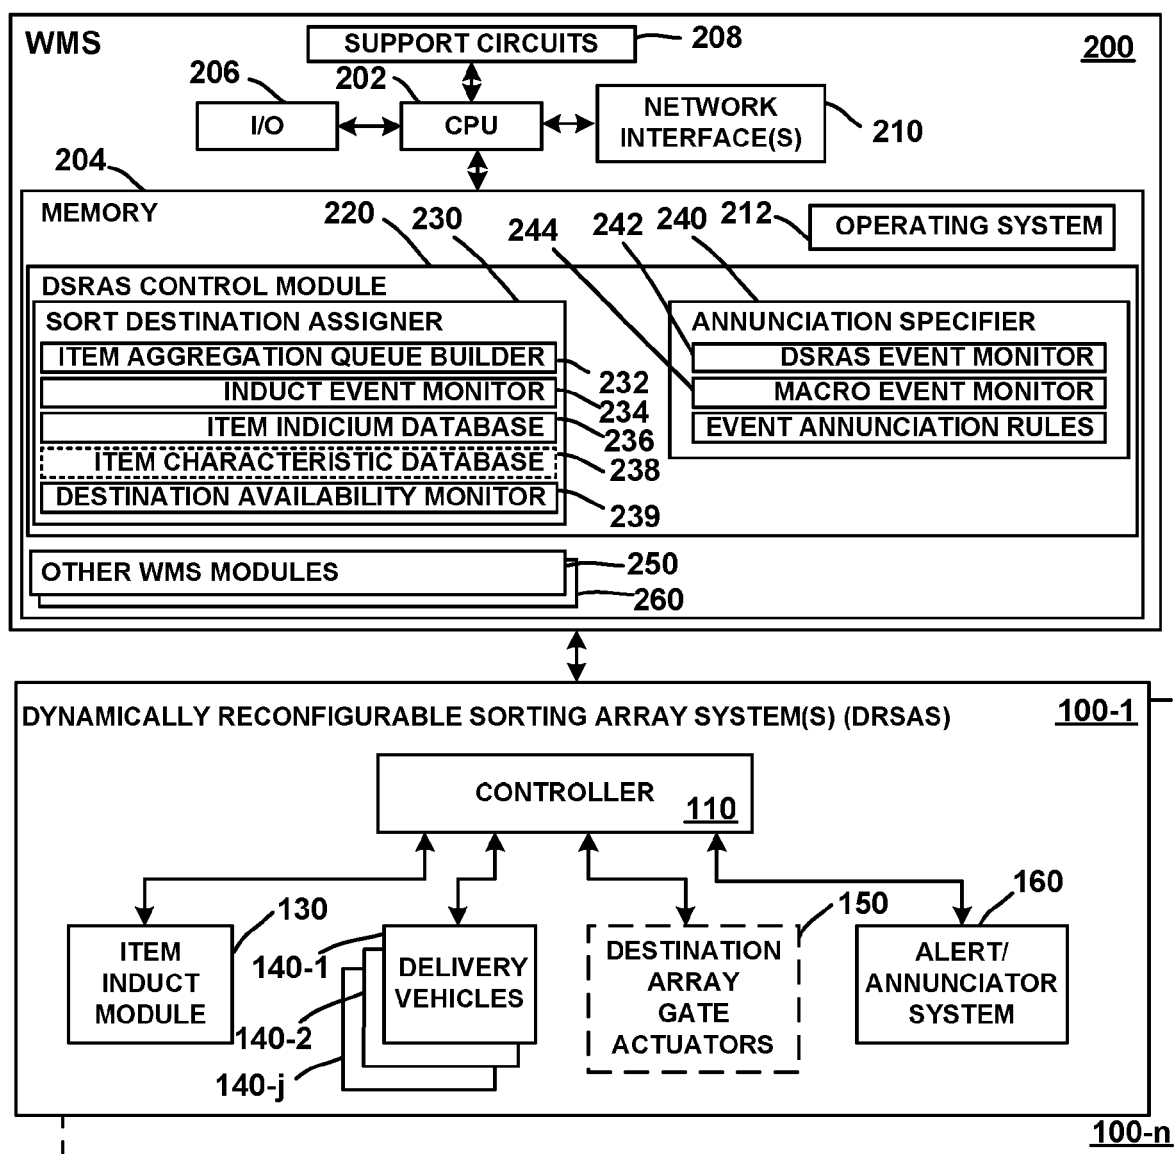 WMS
SUPPORT CIRCUITS
208
200
206
202
I/O
CPU
NETWORK
INTERFACE(S)
210
204
MEMORY
220
230
244
242
240
212
OPERATING SYSTEM
DSRAS CONTROL MODULE
SORT DESTINATION ASSIGNER
ITEM AGGREGATION QUEUE BUILDER
232
INDUCT EVENT MONITOR
234
ITEM INDICIUM DATABASE
236
ITEM CHARACTERISTIC DATABASE
238
DESTINATION AVAILABILITY MONITOR
239
ANNUNCIATION SPECIFIER
DSRAS EVENT MONITOR
MACRO EVENT MONITOR
EVENT ANNUNCIATION RULES
OTHER WMS MODULES
250
260
DYNAMICALLY RECONFIGURABLE SORTING ARRAY SYSTEM(S) (DRSAS)
100-1
CONTROLLER
110
130
ITEM
INDUCT
MODULE
140-1
140-2
140-j
DELIVERY
VEHICLES
150
DESTINATION
ARRAY
GATE
ACTUATORS
160
ALERT/
ANNUNCIATOR
SYSTEM
100-n